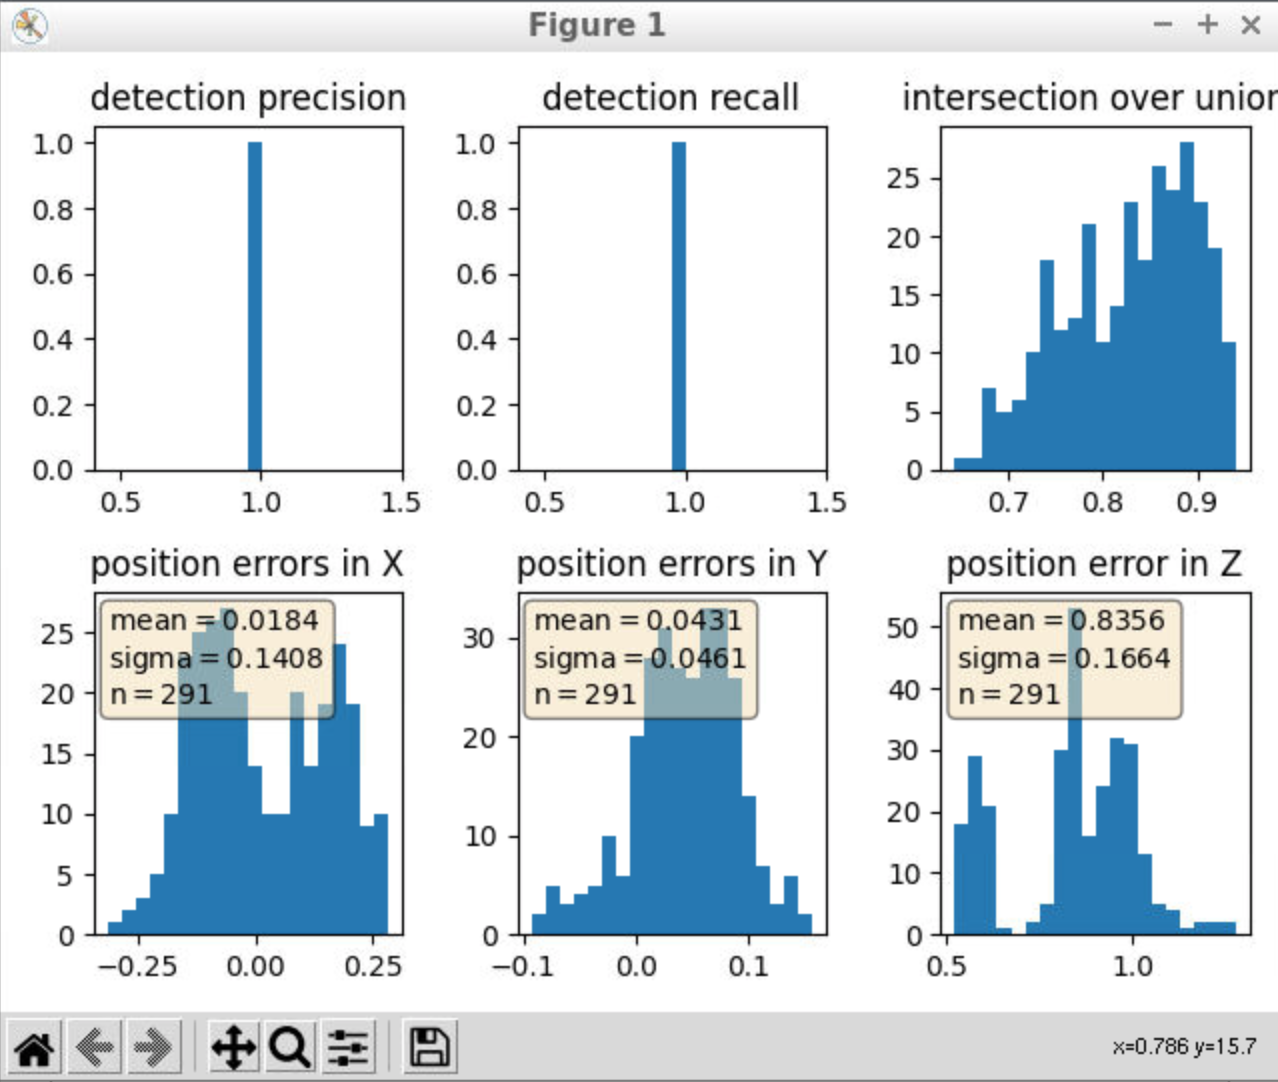 Figure 1
detection precision
detection recall
intersection over union
1.0
0.8
0.6
0.4
0.2
0.0
0.5 1.0 1.5
1.0
0.8
0.6
0.4
0.2
0.0
0.5 1.0 1.5
25
20
15
10
5
0
0.7 0.8 0.9
position errors in X
position errors in Y
position error in Z
mean = 0.0184
sigma = 0.1408
n = 291
25
20
15
10
5
0
−0.25 0.00 0.25
mean = 0.0431
sigma = 0.0461
n = 291
30
20
10
0
−0.1 0.0 0.1
mean = 0.8356
sigma = 0.1664
n = 291
50
40
30
20
10
0
0.5 1.0
x=0.786 y=15.7